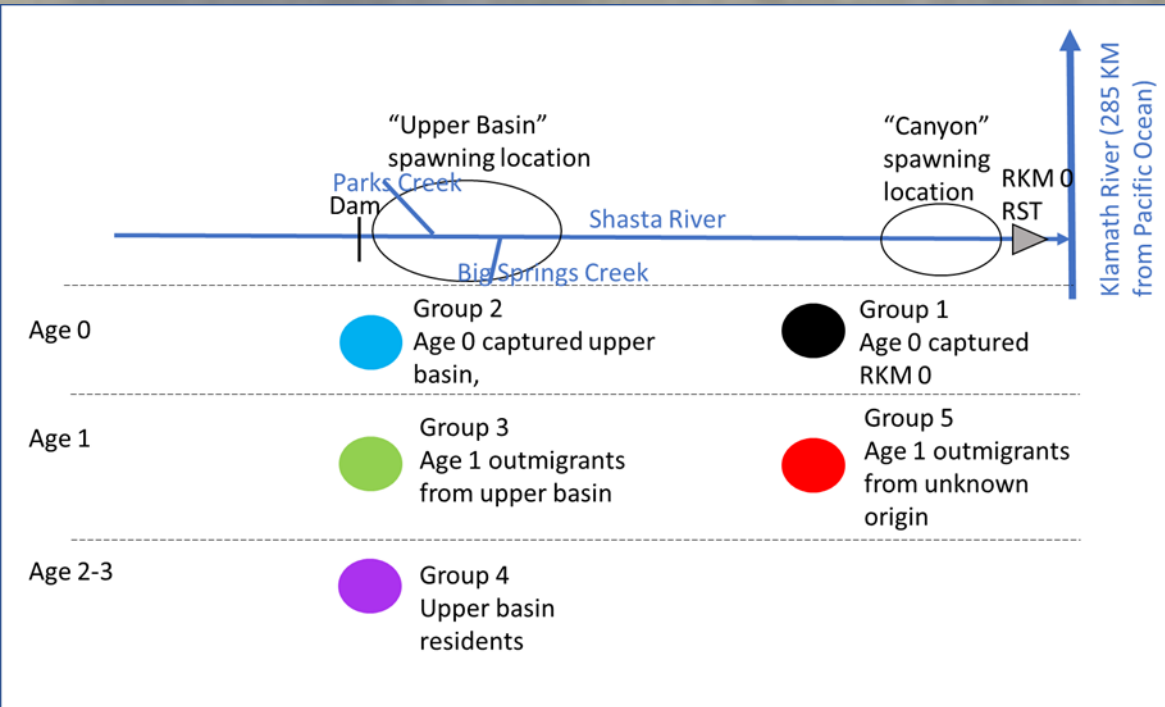 “Upper Basin”
spawning location
Parks Creek
Dam
Shasta River
Big Springs Creek
“Canyon”
spawning
location
RKM 0
RST
Klamath River (285 KM
from Pacific Ocean)
Age 0
Group 2
Age 0 captured upper
basin,
Group 1
Age 0 captured
RKM 0
Age 1
Group 3
Age 1 outmigrants
from upper basin
Group 5
Age 1 outmigrants
from unknown
origin
Age 2-3
Group 4
Upper basin
residents